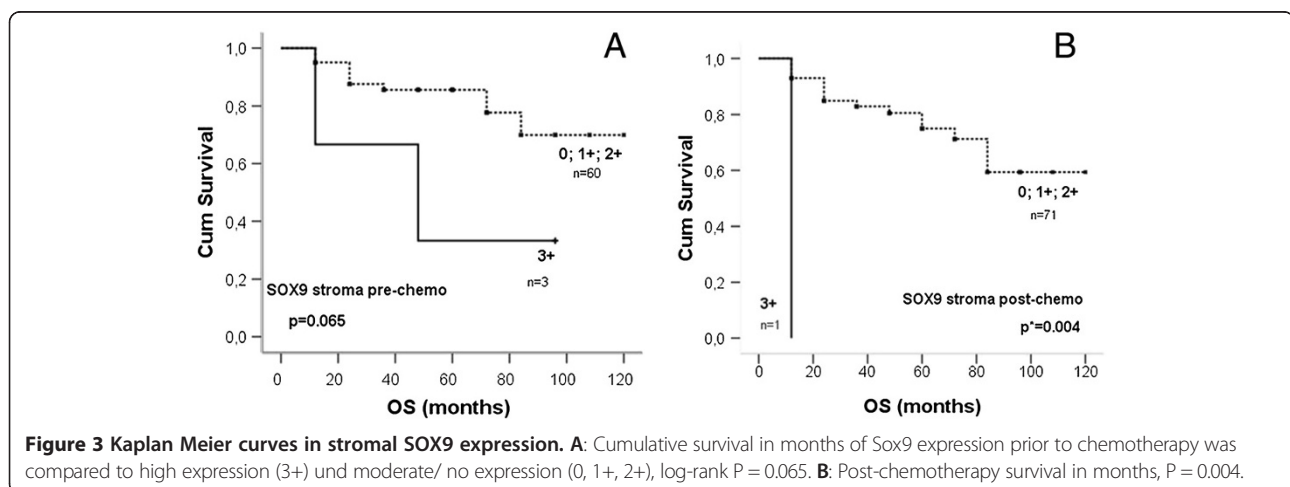 A
Cum Survival
1,0
0,8
0,6
0,4
0,2
0,0
0; 1+; 2+
n=60
3+
n=3
SOX9 stroma pre-chemo
p=0.065
0 20 40 60 80 100 120
OS (months)
B
Cum Survival
1,0
0,8
0,6
0,4
0,2
0,0
0; 1+; 2+
n=71
3+
n=1
SOX9 stroma post-chemo
p*=0.004
0 20 40 60 80 100 120
OS (months)
Figure 3 Kaplan Meier curves in stromal SOX9 expression. A: Cumulative survival in months of Sox9 expression prior to chemotherapy was
compared to high expression (3+) und moderate/ no expression (0, 1+, 2+), log-rank P = 0.065. B: Post-chemotherapy survival in months, P = 0.004.